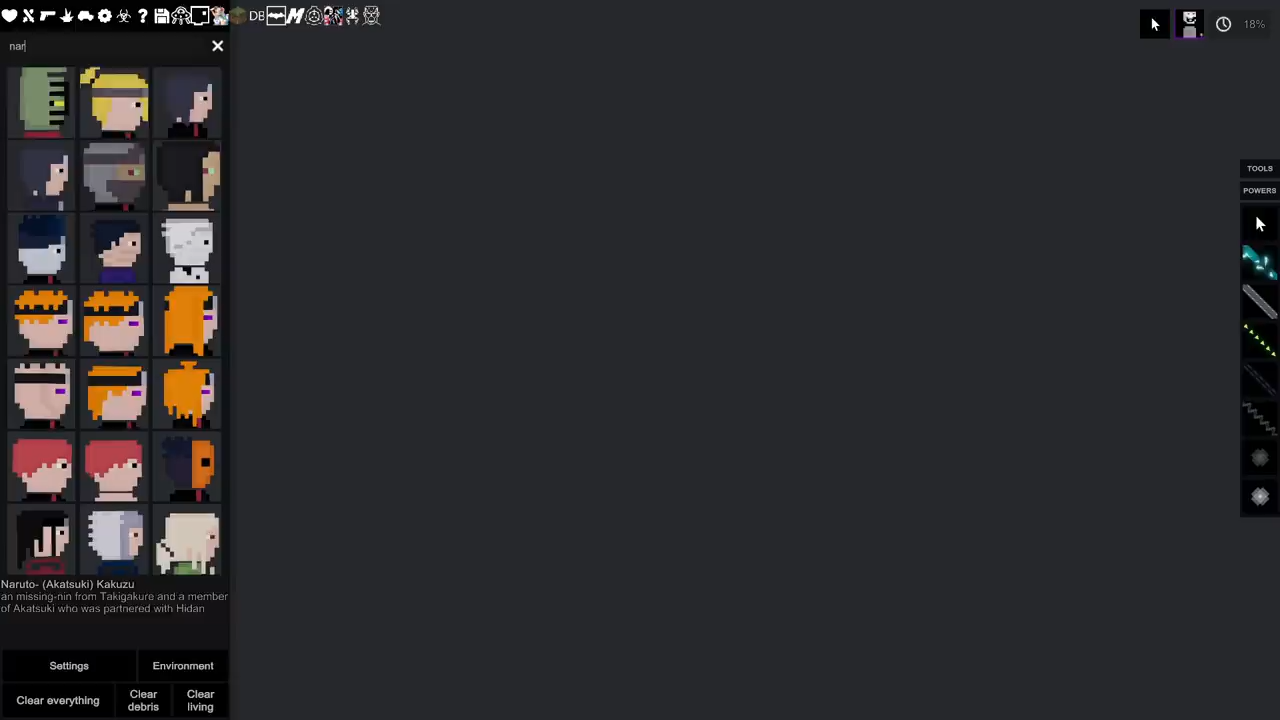 DB
18%
nar
TOOLS
POWERS
Naruto- (Akatsuki) Kakuzu
an missing-nin from Takigakure and a member
of Akatsuki who was partnered with Hidan
Settings
Environment
Clear everything
Clear
debris
Clear
living